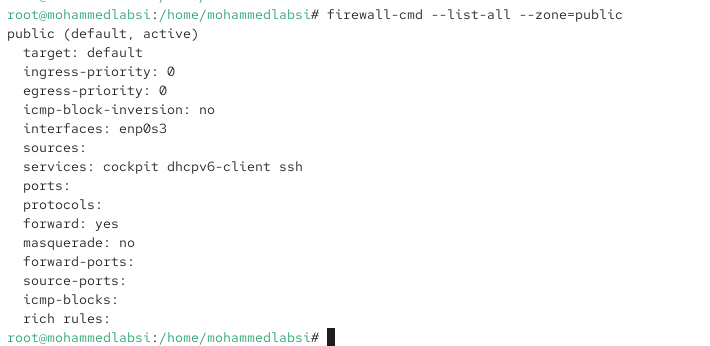 root@mohammedlabsi:/home/mohammedlabsi# firewall-cmd --list-all --zone=public
public (default, active)
  target: default
  ingress-priority: 0
  egress-priority: 0
  icmp-block-inversion: no
  interfaces: enp0s3
  sources:
  services: cockpit dhcpv6-client ssh
  ports:
  protocols:
  forward: yes
  masquerade: no
  forward-ports:
  source-ports:
  icmp-blocks:
  rich rules:
root@mohammedlabsi:/home/mohammedlabsi#